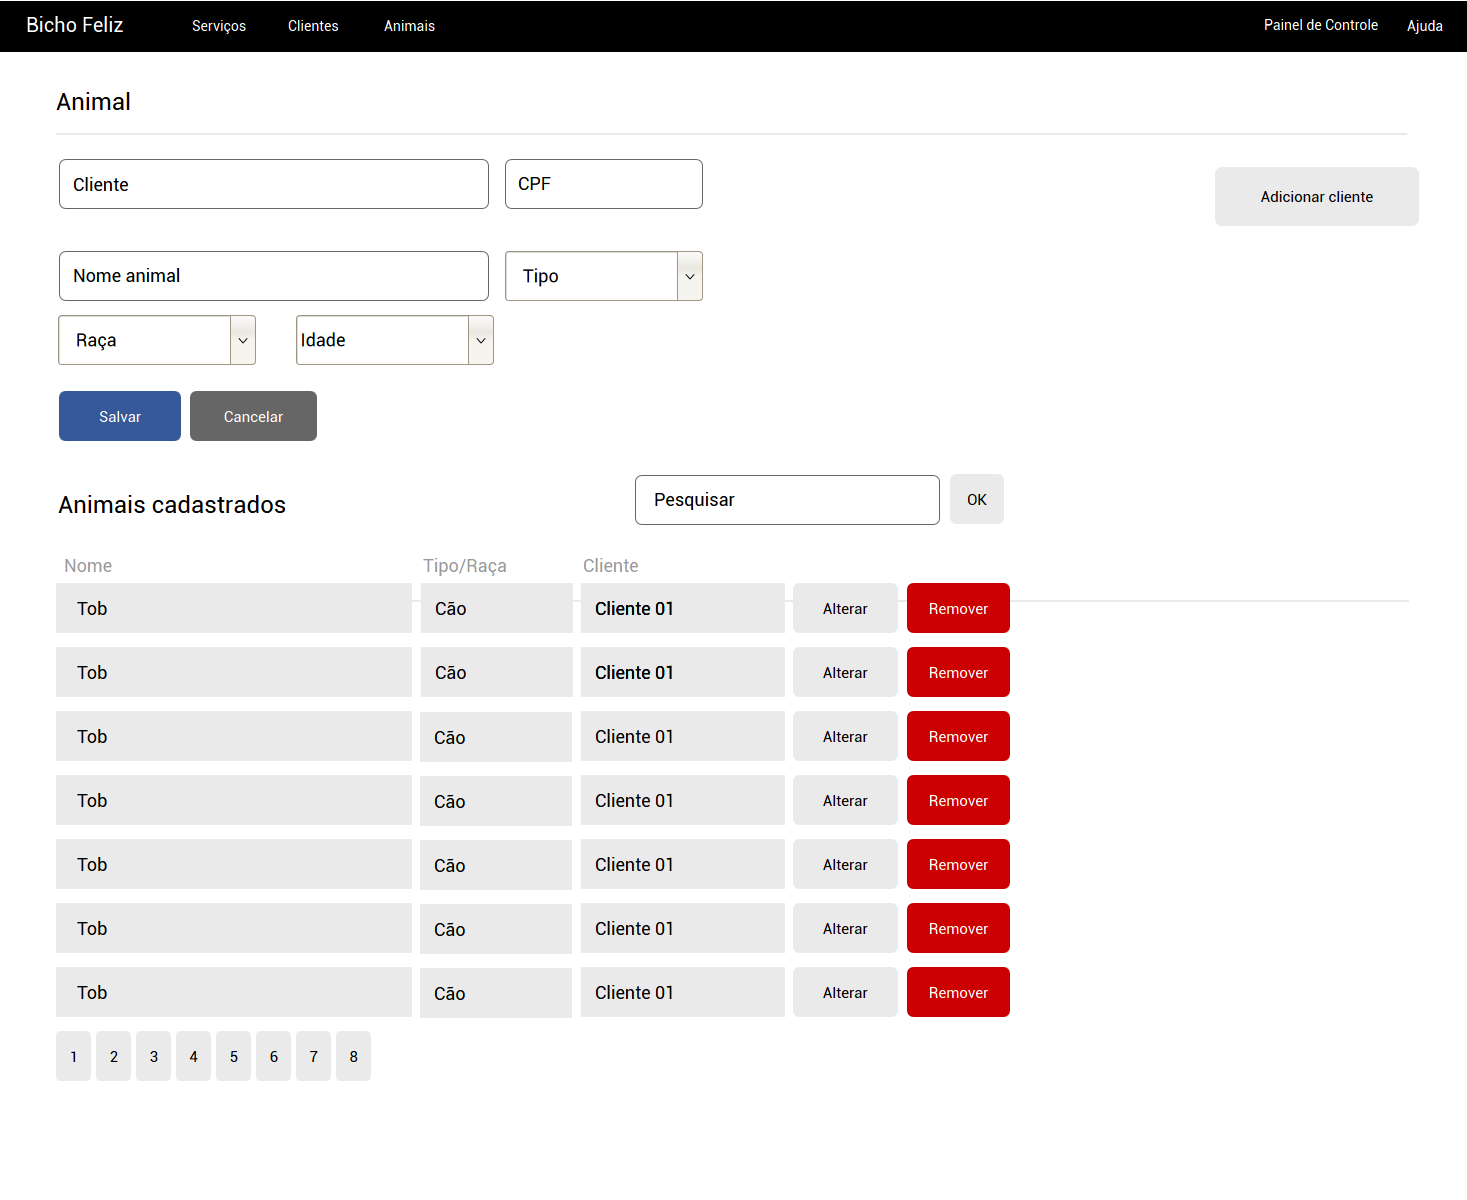 Bicho Feliz Serviços Clientes Animais Painel de Controle Ajuda
Animal
Cliente CPF Adicionar cliente
Nome animal Tipo
Raça Idade
Salvar Cancelar
Animais cadastrados Pesquisar OK
Nome Tipo/Raça Cliente
Tob Cão Cliente 01 Alterar Remover
Tob Cão Cliente 01 Alterar Remover
Tob Cão Cliente 01 Alterar Remover
Tob Cão Cliente 01 Alterar Remover
Tob Cão Cliente 01 Alterar Remover
Tob Cão Cliente 01 Alterar Remover
Tob Cão Cliente 01 Alterar Remover
1 2 3 4 5 6 7 8